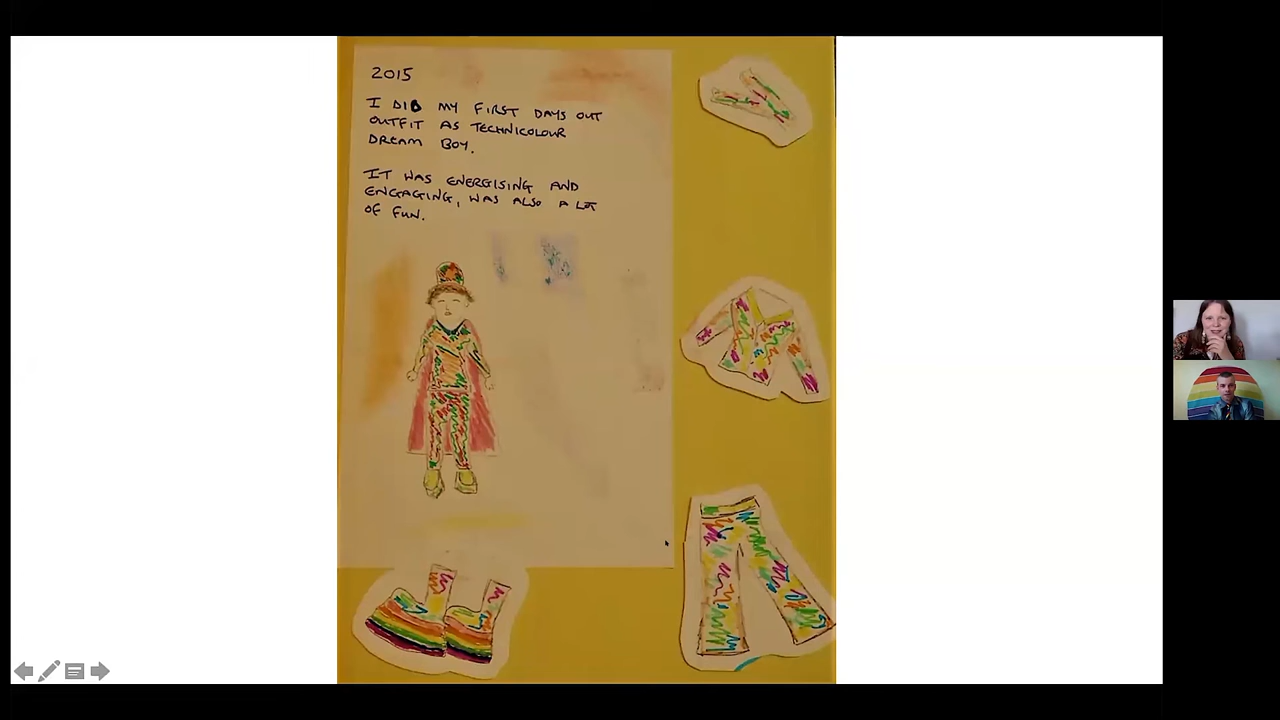 2015
I DID MY FIRST DAYS OUT
OUTFIT AS TECHNICOLOUR
DREAM BOY.
IT WAS ENERGISING AND
ENGAGING, WAS ALSO A LOT
OF FUN.